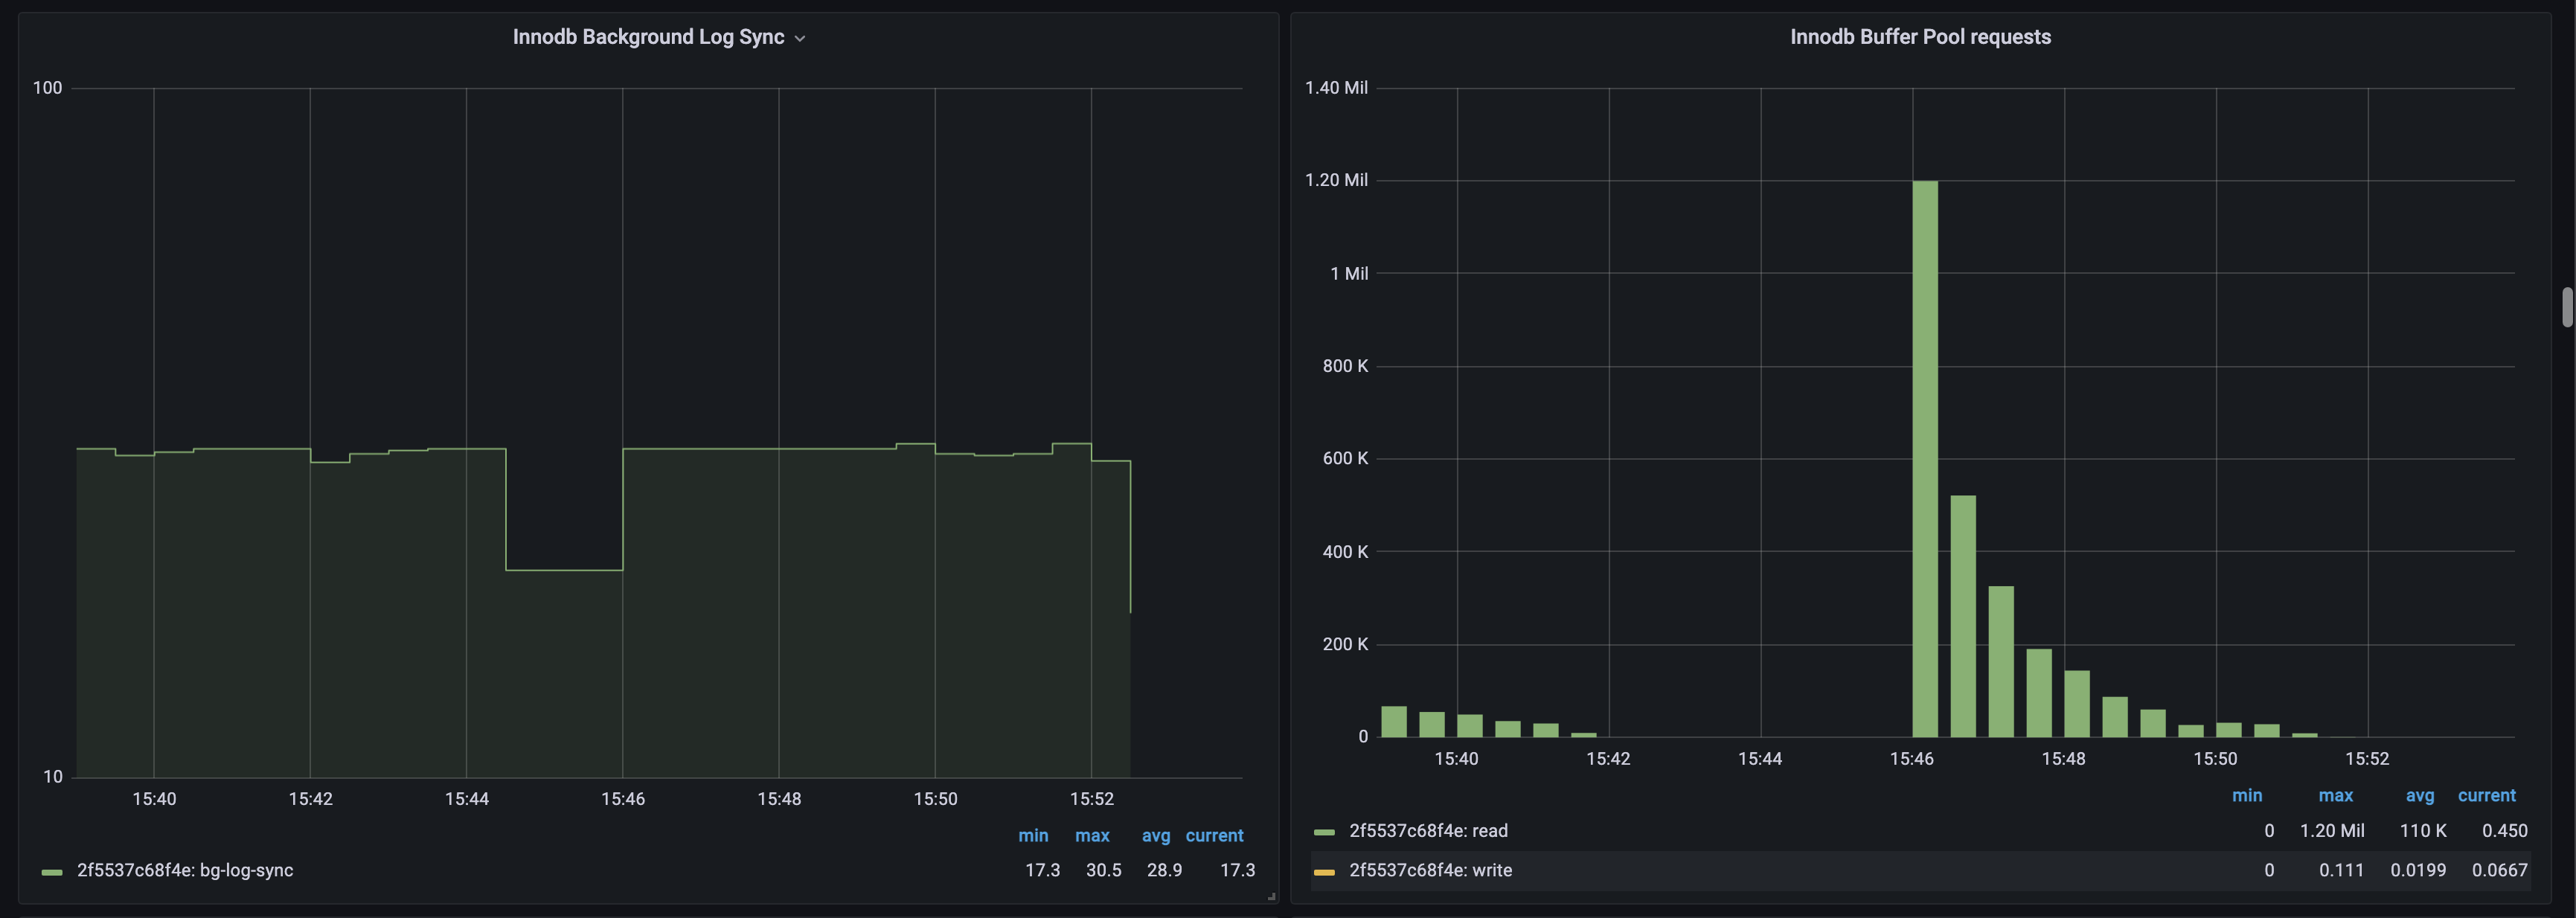 Innodb Background Log Sync
100
10
15:40 15:42 15:44 15:46 15:48 15:50 15:52
min max avg current
2f5537c68f4e: bg-log-sync 17.3 30.5 28.9 17.3
Innodb Buffer Pool requests
1.40 Mil
1.20 Mil
1 Mil
800 K
600 K
400 K
200 K
0
15:40 15:42 15:44 15:46 15:48 15:50 15:52
min max avg current
2f5537c68f4e: read 0 1.20 Mil 110 K 0.450
2f5537c68f4e: write 0 0.111 0.0199 0.0667